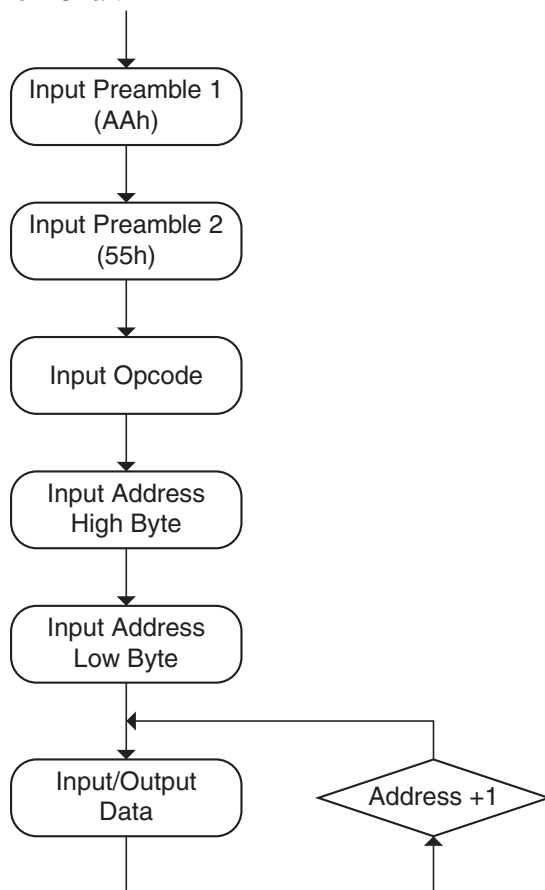 Input Preamble 1
(AAh)
Input Preamble 2
(55h)
Input Opcode
Input Address
High Byte
Input Address
Low Byte
Input/Output
Data
Address +1